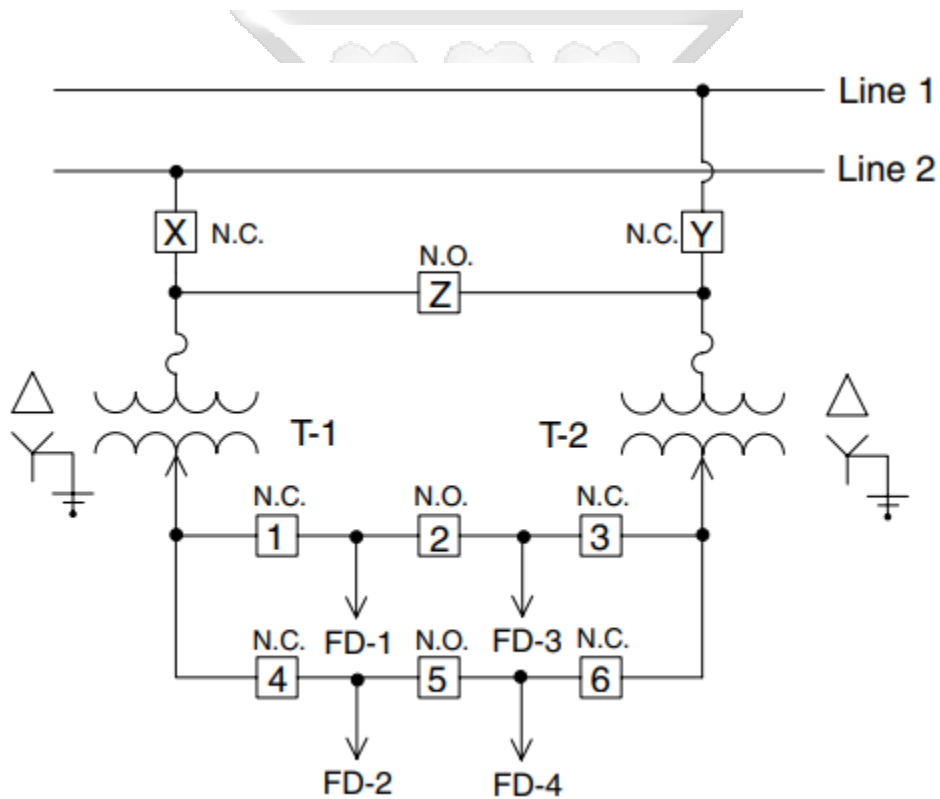 Line 1
Line 2
X N.C.
N.C. Y
N.O.
Z
T-1
T-2
N.C. N.O. N.C.
1 2 3
FD-1 FD-3
N.C. N.O. N.C.
4 5 6
FD-2 FD-4